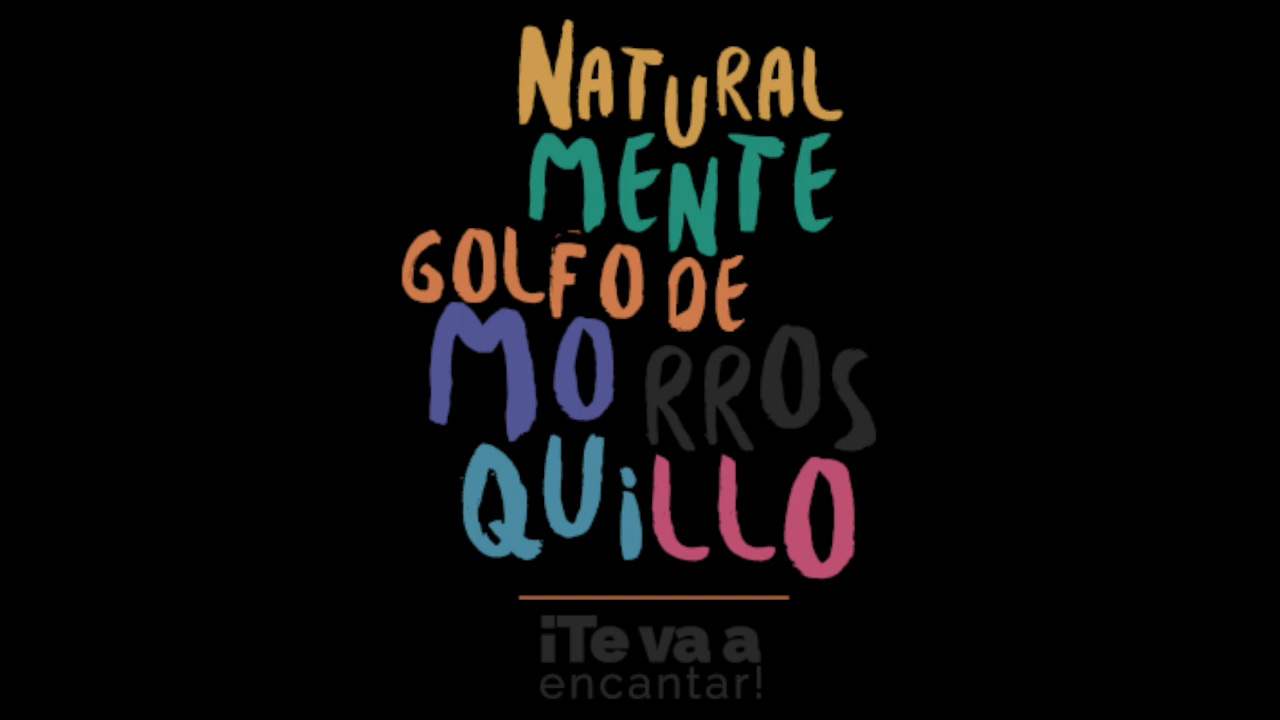 NATURAL
MENTE
GOLFO DE
MORROS
QUiLLO
¡Te va a
encantar!